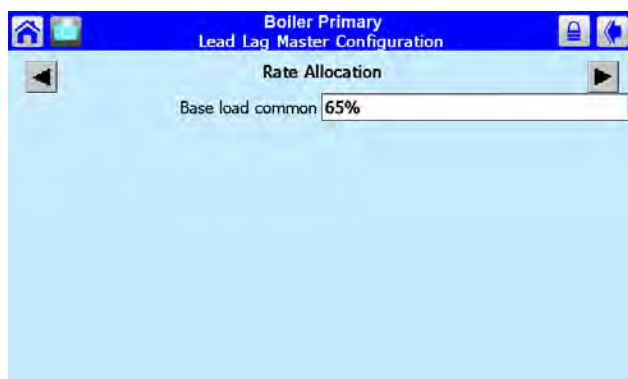 Boiler Primary
Lead Lag Master Configuration
Rate Allocation
Base load common 65%